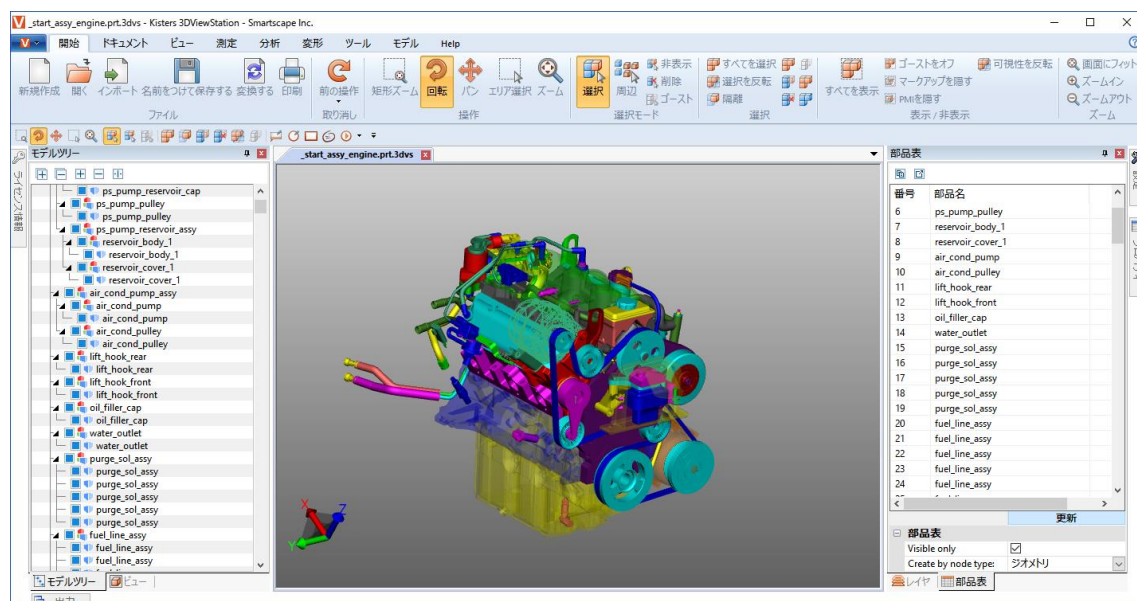 _start_assy_engine.prt.3dvs - Kisters 3DViewStation - Smartscape Inc.
開始 ドキュメント ビュー 測定 分析 変形 ツール モデル Help
新規作成 開く インポート 名前をつけて保存する 変換する 印刷
ファイル
前の操作
取り消し
矩形ズーム 回転 パン エリア選択 ズーム
操作
選択 周辺 非表示 削除 ゴースト
選択モード
すべてを選択
選択を反転
隔離
選択
すべてを表示
ゴーストをオフ 可視性を反転
マークアップを隠す
PMIを隠す
表示 / 非表示
画面にフィット
ズームイン
ズームアウト
ズーム
ライセンス情報
モデルツリー
ps_pump_reservoir_cap
ps_pump_pulley
ps_pump_pulley
ps_pump_reservoir_assy
reservoir_body_1
reservoir_body_1
reservoir_cover_1
reservoir_cover_1
air_cond_pump_assy
air_cond_pump
air_cond_pump
air_cond_pulley
air_cond_pulley
lift_hook_rear
lift_hook_rear
lift_hook_front
lift_hook_front
oil_filler_cap
oil_filler_cap
water_outlet
water_outlet
purge_sol_assy
purge_sol_assy
purge_sol_assy
purge_sol_assy
purge_sol_assy
purge_sol_assy
fuel_line_assy
fuel_line_assy
fuel_line_assy
モデルツリー ビュー
_start_assy_engine.prt.3dvs
X
Z
Y
部品表
番号 部品名
6 ps_pump_pulley
7 reservoir_body_1
8 reservoir_cover_1
9 air_cond_pump
10 air_cond_pulley
11 lift_hook_rear
12 lift_hook_front
13 oil_filler_cap
14 water_outlet
15 purge_sol_assy
16 purge_sol_assy
17 purge_sol_assy
18 purge_sol_assy
19 purge_sol_assy
20 fuel_line_assy
21 fuel_line_assy
22 fuel_line_assy
23 fuel_line_assy
24 fuel_line_assy
更新
部品表
Visible only
Create by node type: ジオメトリ
レイヤ 部品表